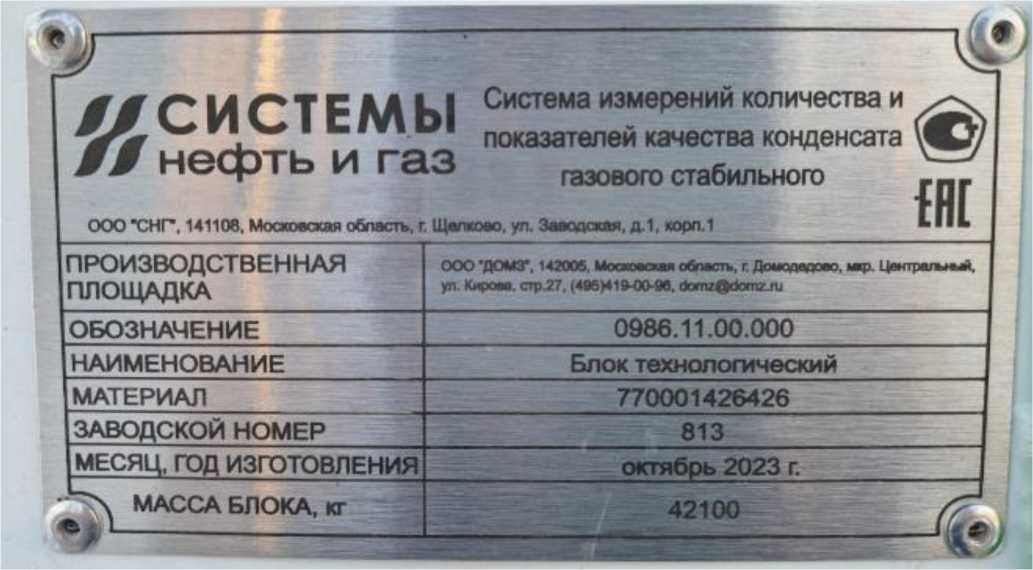 СИСТЕМЫ
нефть и газ
Система измерений количества и
показателей качества конденсата
газового стабильного
ЕАС
ООО "СНГ", 141108, Московская область, г. Щелково, ул. Заводская, д.1, корп.1
ПРОИЗВОДСТВЕННАЯ
ПЛОЩАДКА
ООО "ДОМЗ", 142005, Московская область, г. Домодедово, мкр. Центральный,
ул. Кирова, стр.27, (495)419-00-96, domz@domz.ru
ОБОЗНАЧЕНИЕ 0986.11.00.000
НАИМЕНОВАНИЕ Блок технологический
МАТЕРИАЛ 770001426426
ЗАВОДСКОЙ НОМЕР 813
МЕСЯЦ, ГОД ИЗГОТОВЛЕНИЯ октябрь 2023 г.
МАССА БЛОКА, кг 42100